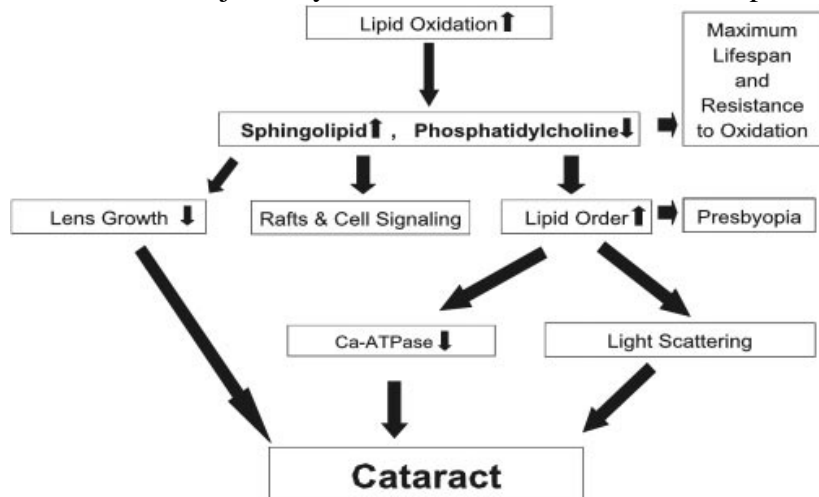 Lipid Oxidation
Maximum
Lifespan
and
Resistance
to Oxidation
Sphingolipid , Phosphatidylcholine
Lens Growth
Rafts & Cell Signaling
Lipid Order
Presbyopia
Ca-ATPase
Light Scattering
Cataract